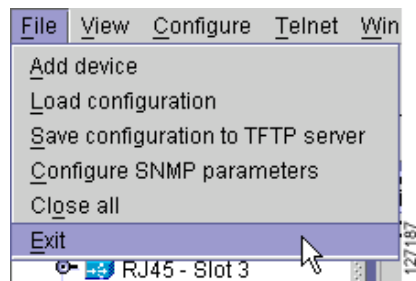 File View Configure Telnet Win
Add device
Load configuration
Save configuration to TFTP server
Configure SNMP parameters
Close all
Exit
RJ45 - Slot 3
127187